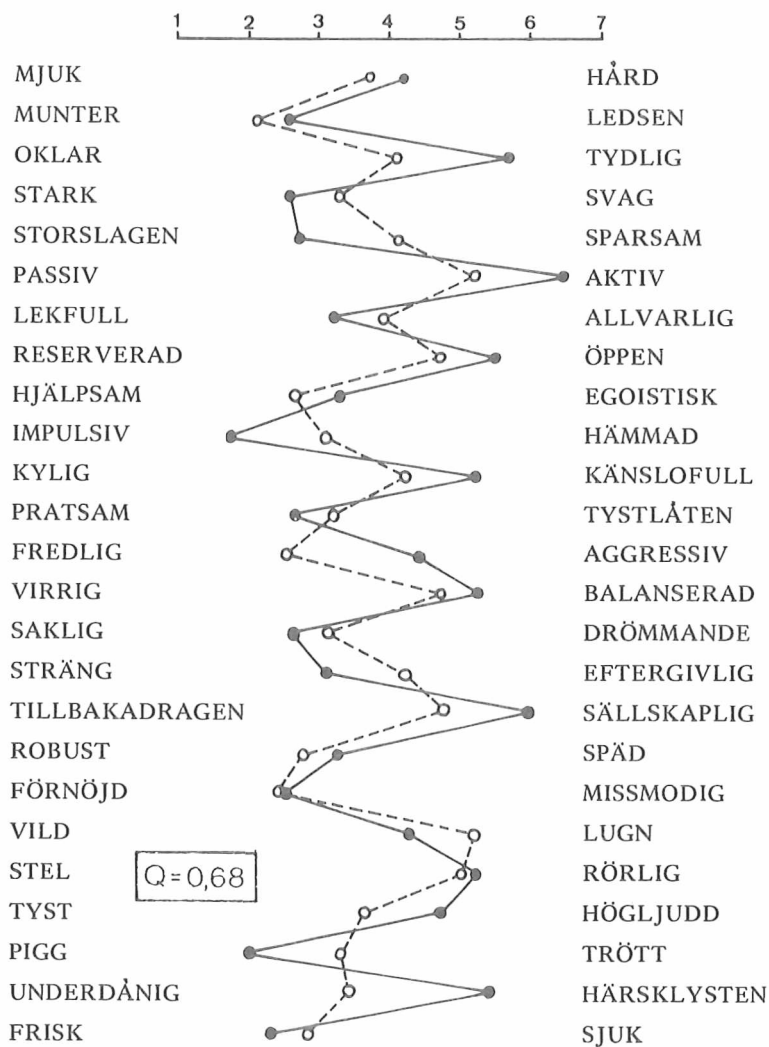 1 2 3 4 5 6 7
MJUK HÅRD
MUNTER LEDSEN
OKLAR TYDLIG
STARK SVAG
STORSLAGEN SPARSAM
PASSIV AKTIV
LEKFULL ALLVARLIG
RESERVERAD ÖPPEN
HJÄLPSAM EGOISTISK
IMPULSIV HÄMMAD
KYLIG KÄNSLOFULL
PRATSAM TYSTLÅTEN
FREDLIG AGGRESSIV
VIRRIG BALANSERAD
SAKLIG DRÖMMANDE
STRÄNG EFTERGIVLIG
TILLBAKADRAGEN SÄLLSKAPLIG
ROBUST SPÄD
FÖRNÖJD MISSMODIG
VILD LUGN
STEL Q=0,68 RÖRLIG
TYST HÖGLJUDD
PIGG TRÖTT
UNDERDÅNIG HÄRSKLYSTEN
FRISK SJUK